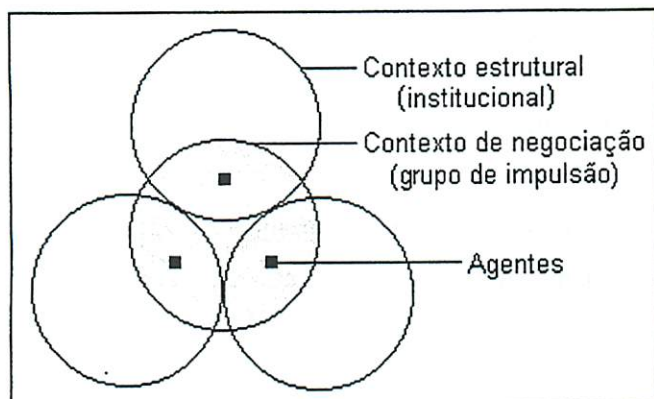 Contexto estrutural
(institucional)
Contexto de negociação
(grupo de impulsão)
Agentes